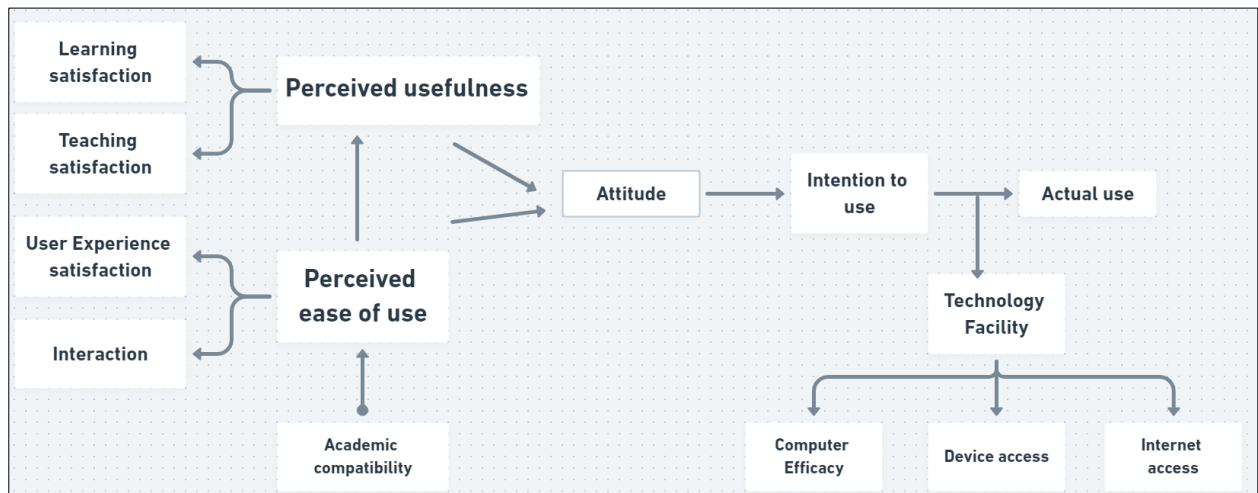 Learning
satisfaction
Perceived usefulness
Teaching
satisfaction
Attitude
Intention to
use
Actual use
User Experience
satisfaction
Perceived
ease of use
Technology
Facility
Interaction
Academic
compatibility
Computer
Efficacy
Device access
Internet
access